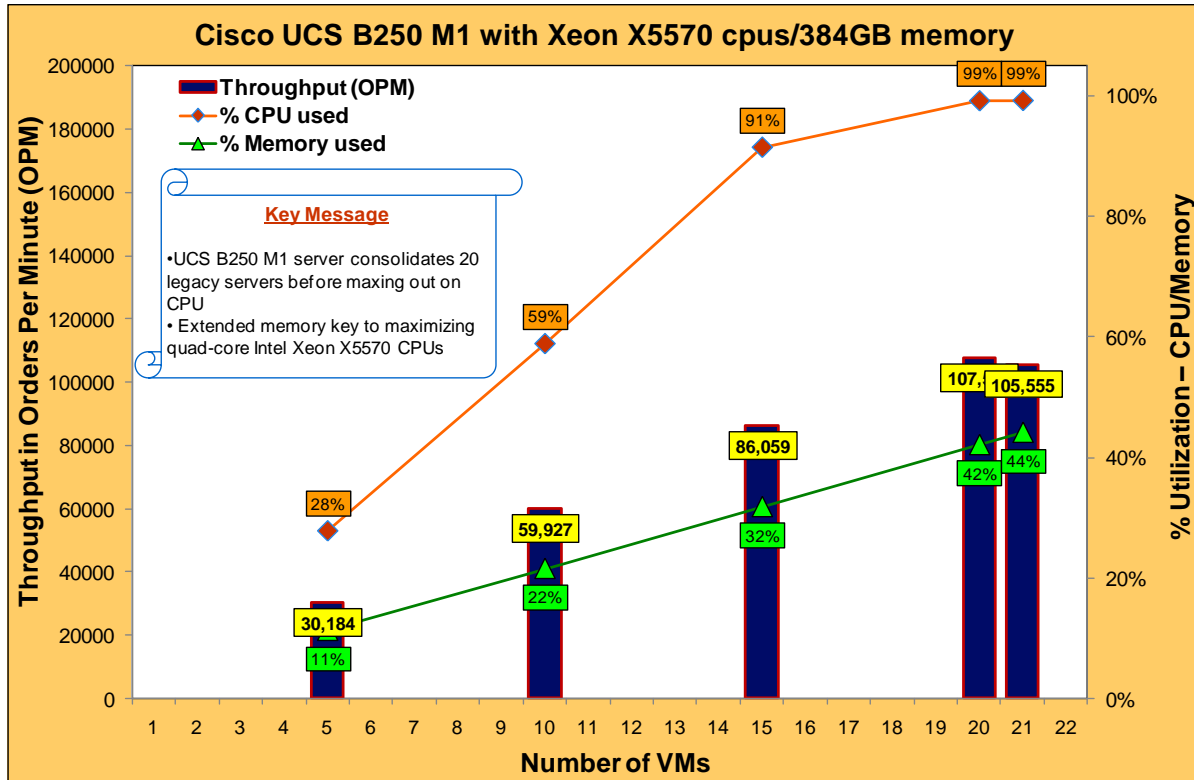 Cisco UCS B250 M1 with Xeon X5570 cpus/384GB memory
Throughput in Orders Per Minute (OPM)
200000
180000
160000
140000
120000
100000
80000
60000
40000
20000
0
Throughput (OPM)
% CPU used
% Memory used
Key Message
•UCS B250 M1 server consolidates 20
legacy servers before maxing out on
CPU
• Extended memory key to maximizing
quad-core Intel Xeon X5570 CPUs
28%
59%
91%
99%
99%
30,184
59,927
86,059
105,555
11%
22%
32%
42%
44%
100%
80%
60%
40%
20%
0%
% Utilization – CPU/Memory
1 2 3 4 5 6 7 8 9 10 11 12 13 14 15 16 17 18 19 20 21 22
Number of VMs